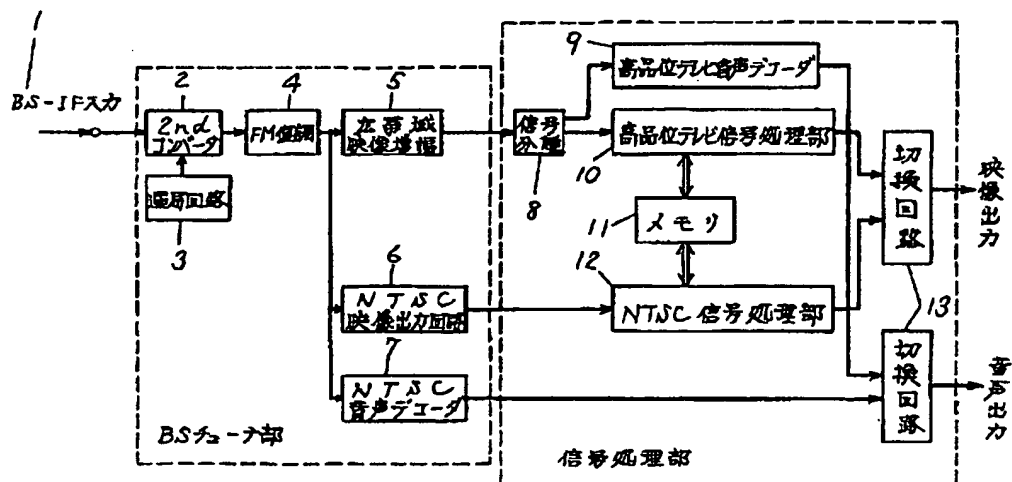 1
BS-IF入力
2
2nd
コンバータ
3
選局回路
4
FM復調
5
広帯域
映像増幅
6
NTSC
映像出力回路
7
NTSC
音声デコーダ
BSチューナ部
8
信号
分離
9
高品位テレビ音声デコーダ
10
高品位テレビ信号処理部
11
メモリ
12
NTSC信号処理部
13
切換回路
切換回路
映像出力
音声出力
信号処理部